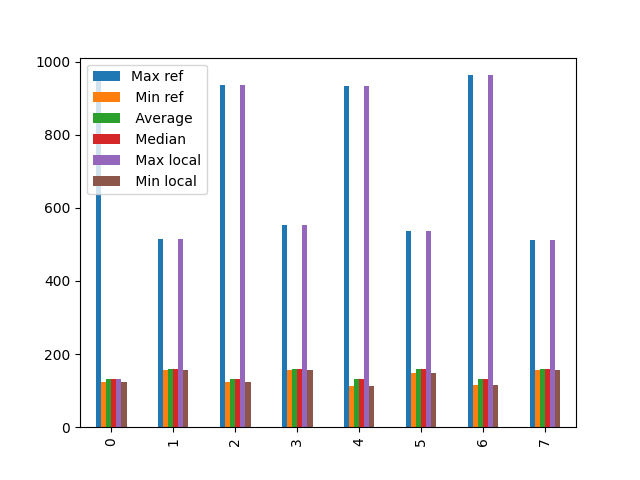 1000
800
600
400
200
0
Max ref
Min ref
Average
Median
Max local
Min local
0 1 2 3 4 5 6 7